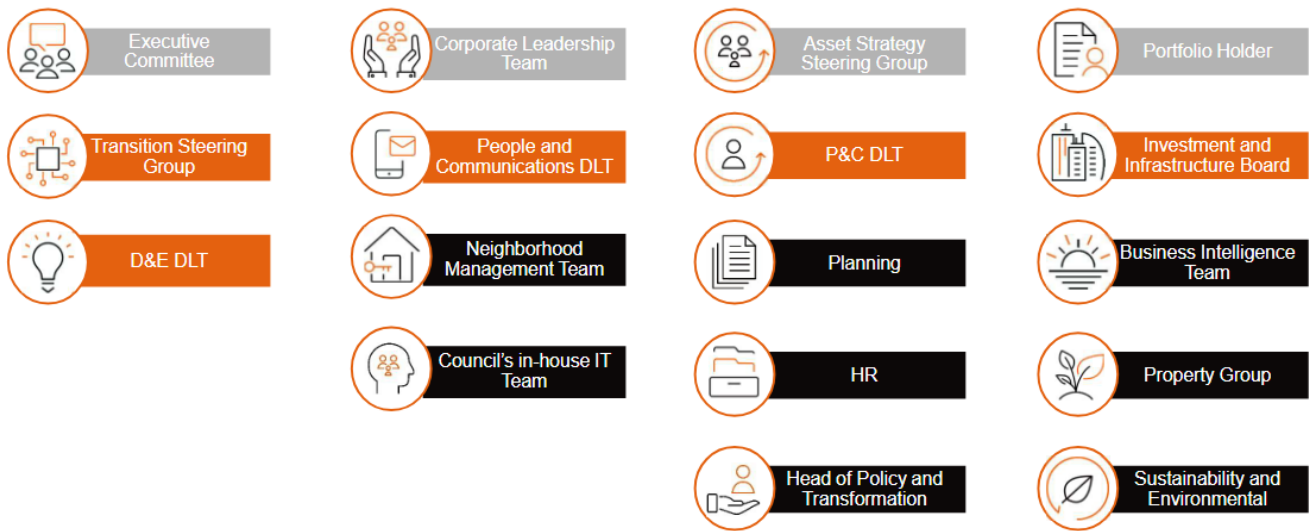 Executive
Committee
Corporate Leadership
Team
Asset Strategy
Steering Group
Portfolio Holder
Transition Steering
Group
People and
Communications DLT
P&C DLT
Investment and
Infrastructure Board
D&E DLT
Neighborhood
Management Team
Planning
Business Intelligence
Team
Council's in-house IT
Team
HR
Property Group
Head of Policy and
Transformation
Sustainability and
Environmental